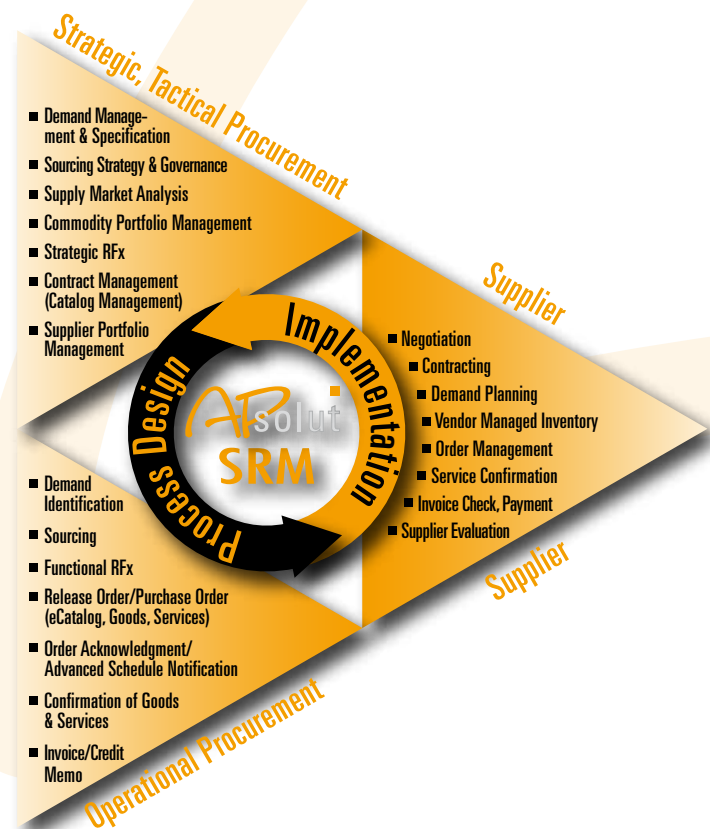 Strategic, Tactical Procurement
Demand Manage-
ment & Specification
Sourcing Strategy & Governance
Supply Market Analysis
Commodity Portfolio Management
Strategic RFx
Contract Management
(Catalog Management)
Supplier Portfolio
Management
Supplier
Negotiation
Contracting
Demand Planning
Vendor Managed Inventory
Order Management
Service Confirmation
Invoice Check, Payment
Supplier Evaluation
Supplier
Implementation
Process Design
APsolut
SRM
Demand
Identification
Sourcing
Functional RFx
Release Order/Purchase Order
(eCatalog, Goods, Services)
Order Acknowledgment/
Advanced Schedule Notification
Confirmation of Goods
& Services
Invoice/Credit
Memo
Operational Procurement